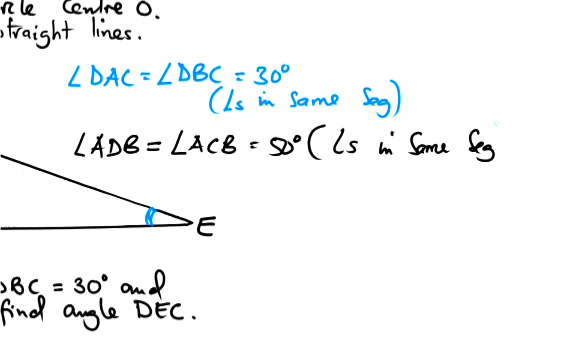 rcle centre O.
straight lines.
∠DAC = ∠DBC = 30°
(∠s in same seg)
∠ADB = ∠ACB = 50° (∠s in same seg
E
DBC = 30° and
find angle DEC.